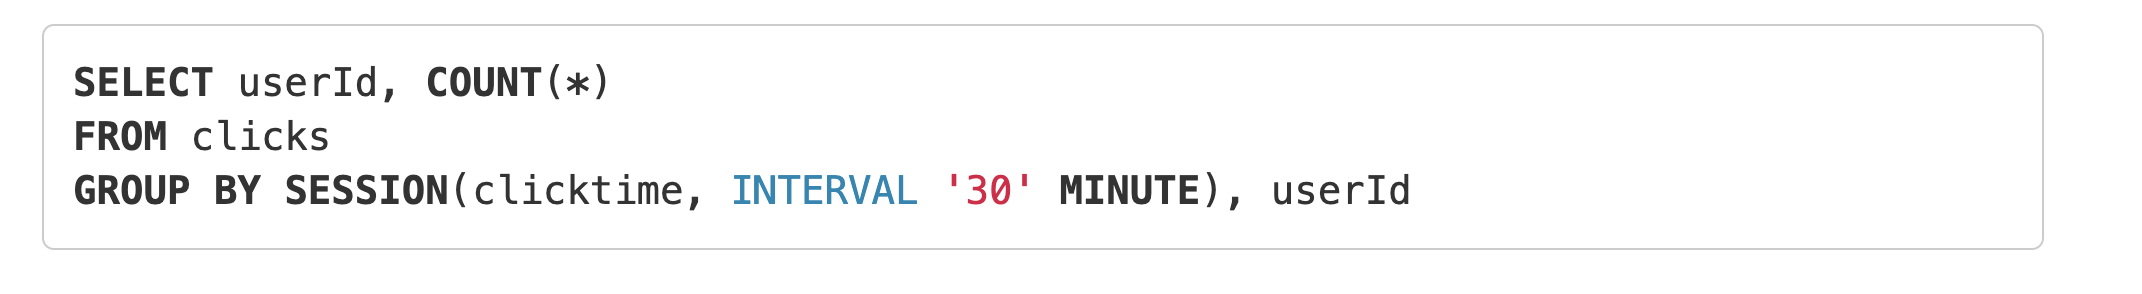 SELECT userId, COUNT(*)
FROM clicks
GROUP BY SESSION(clicktime, INTERVAL '30' MINUTE), userId